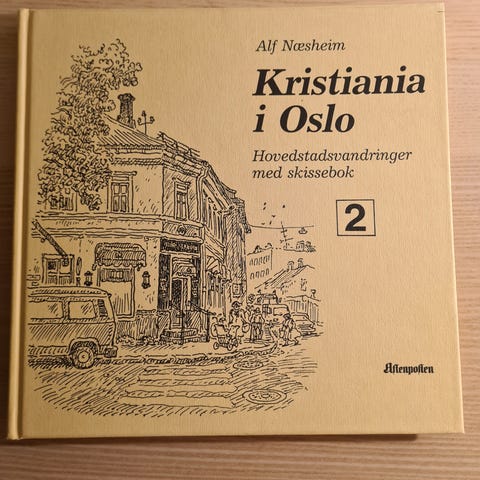 Alf Næsheim
Kristiania
i Oslo
Hovedstadsvandringer
med skissebok
2
Aftenposten